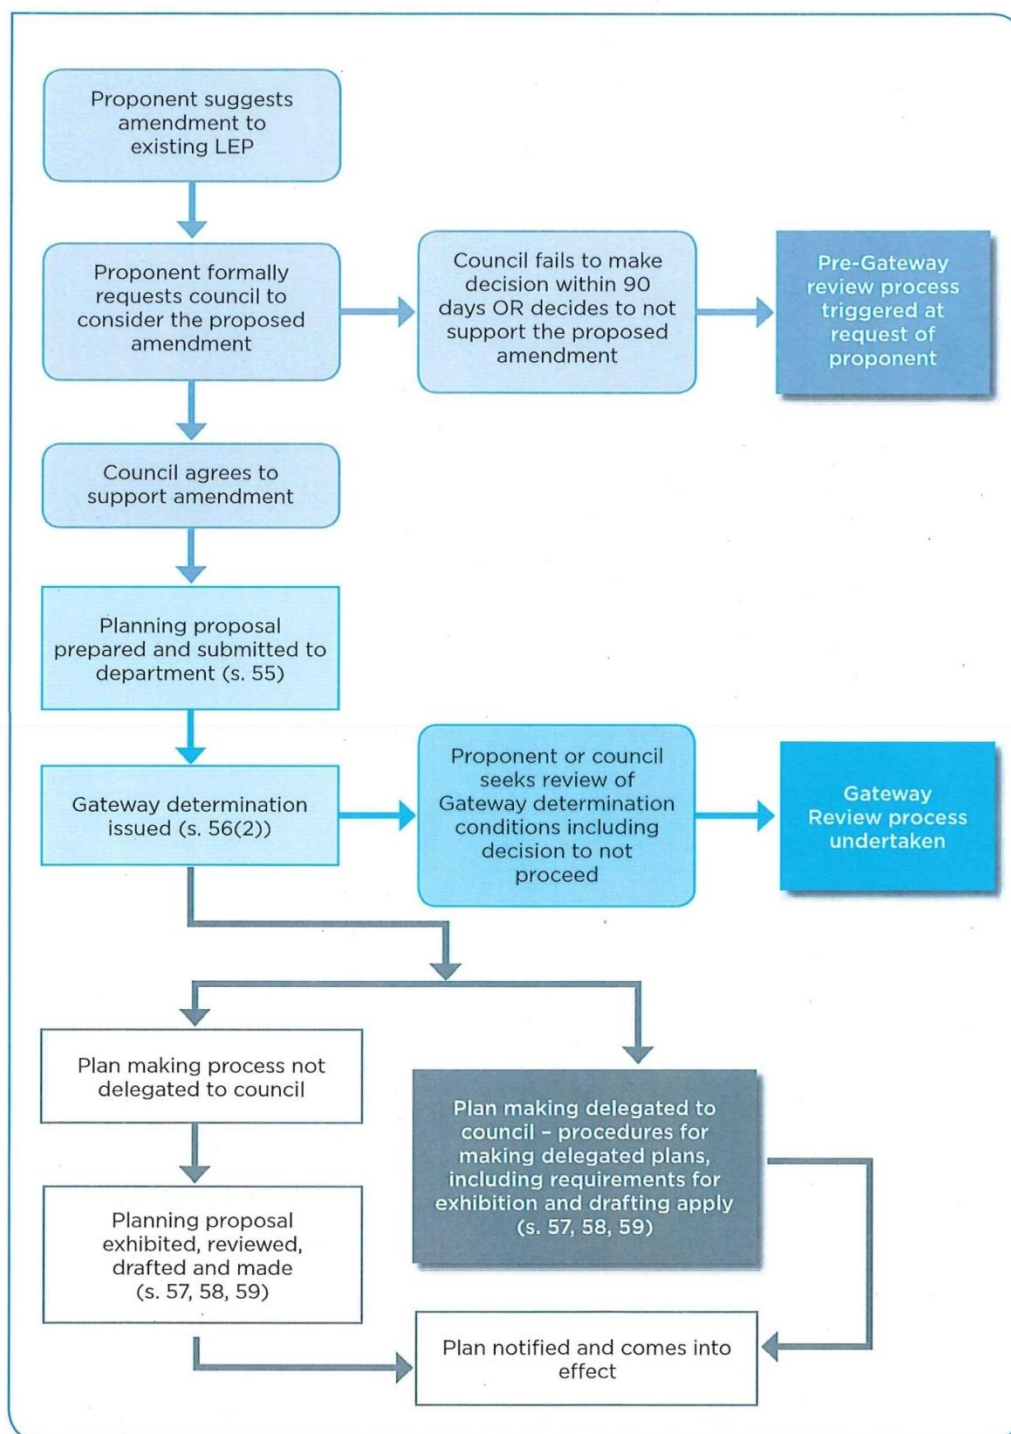 Proponent suggests
amendment to
existing LEP
Proponent formally
requests council to
consider the proposed
amendment
Council fails to make
decision within 90
days OR decides to not
support the proposed
amendment
Pre-Gateway
review process
triggered at
request of
proponent
Council agrees to
support amendment
Planning proposal
prepared and submitted to
department (s. 55)
Gateway determination
issued (s. 56(2))
Proponent or council
seeks review of
Gateway determination
conditions including
decision to not
proceed
Gateway
Review process
undertaken
Plan making process not
delegated to council
Plan making delegated to
council – procedures for
making delegated plans,
including requirements for
exhibition and drafting apply
(s. 57, 58, 59)
Planning proposal
exhibited, reviewed,
drafted and made
(s. 57, 58, 59)
Plan notified and comes into
effect